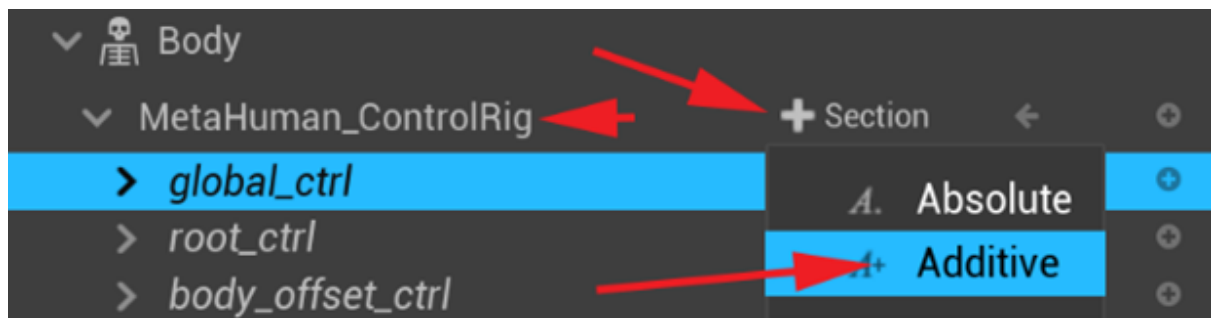 Body
MetaHuman_ControlRig
Section
global_ctrl
A. Absolute
root_ctrl
A+ Additive
body_offset_ctrl